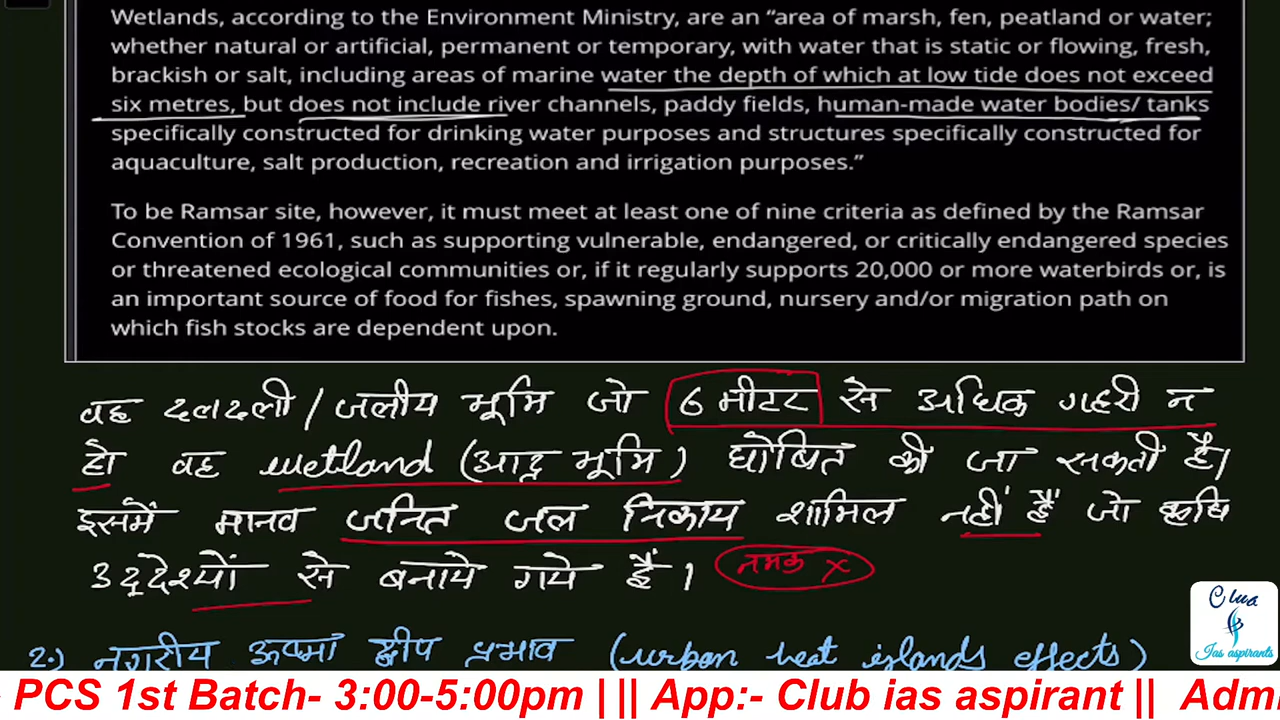 Wetlands, according to the Environment Ministry, are an “area of marsh, fen, peatland or water;
whether natural or artificial, permanent or temporary, with water that is static or flowing, fresh,
brackish or salt, including areas of marine water the depth of which at low tide does not exceed
six metres, but does not include river channels, paddy fields, human-made water bodies/ tanks
specifically constructed for drinking water purposes and structures specifically constructed for
aquaculture, salt production, recreation and irrigation purposes.”
To be Ramsar site, however, it must meet at least one of nine criteria as defined by the Ramsar
Convention of 1961, such as supporting vulnerable, endangered, or critically endangered species
or threatened ecological communities or, if it regularly supports 20,000 or more waterbirds or, is
an important source of food for fishes, spawning ground, nursery and/or migration path on
which fish stocks are dependent upon.
वह दलदली / जलीय भूमि जो 6 मीटर से अधिक गहरी न
हो वह wetland (आद्र भूमि) घोषित की जा सकती है।
इसमें मानव जनित जल निकाय शामिल नहीं हैं जो कृषि
उद्देश्यों से बनाये गये हैं। नमक x
2.) नगरीय ऊष्मा द्वीप प्रभाव (urban heat islands effects)
Club
Ias aspirants
PCS 1st Batch- 3:00-5:00pm | || App:- Club ias aspirant || Adm